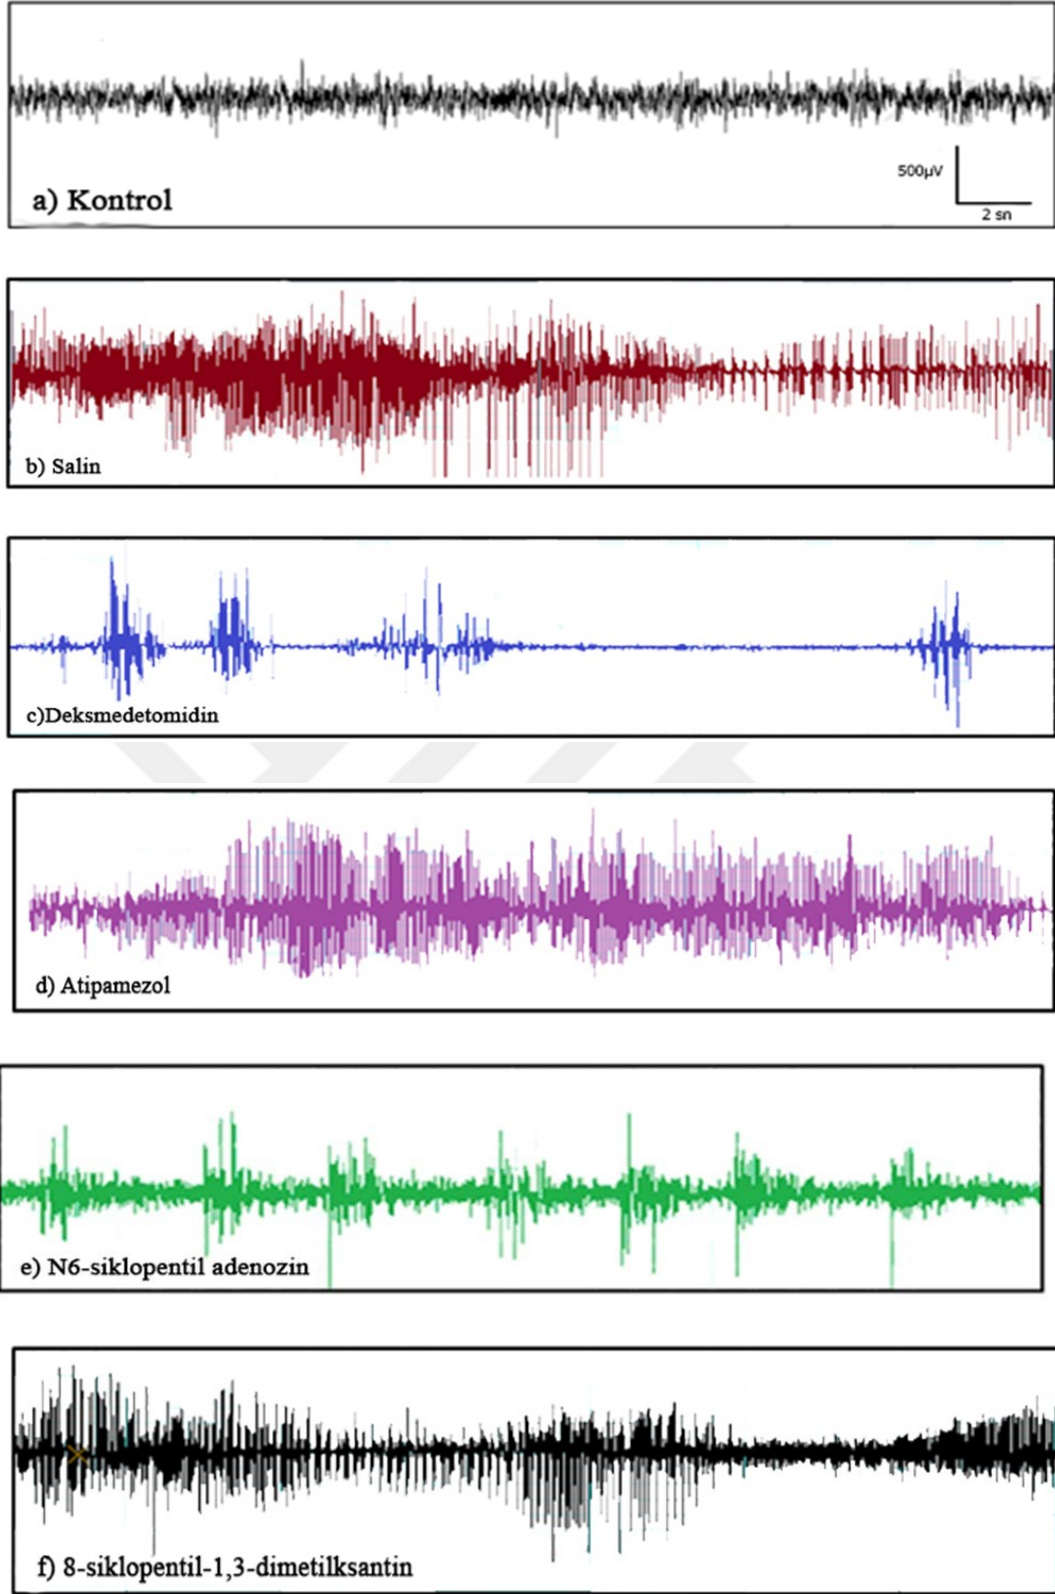 500µV
2 sn
a) Kontrol
b) Salin
c)Deksmedetomidin
d) Atipamezol
e) N6-siklopentil adenozin
f) 8-siklopentil-1,3-dimetilksantin